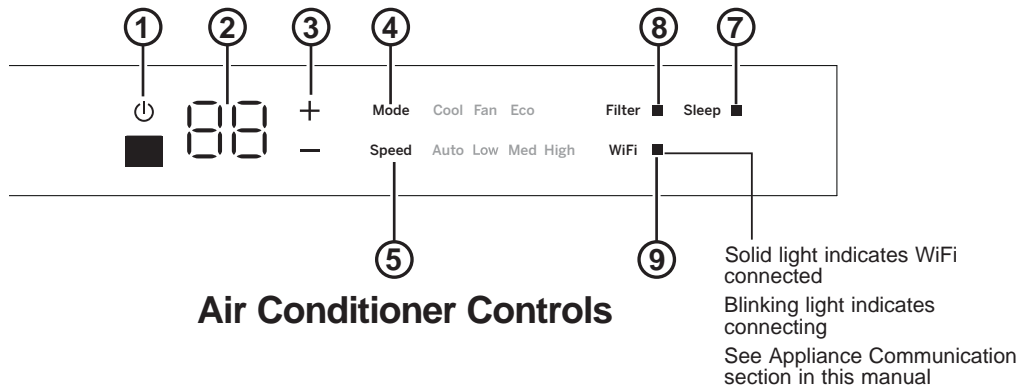 1 2 3 4 8 7
88 + Mode Cool Fan Eco Filter Sleep
− Speed Auto Low Med High WiFi
5 9
Air Conditioner Controls
Solid light indicates WiFi
connected
Blinking light indicates
connecting
See Appliance Communication
section in this manual